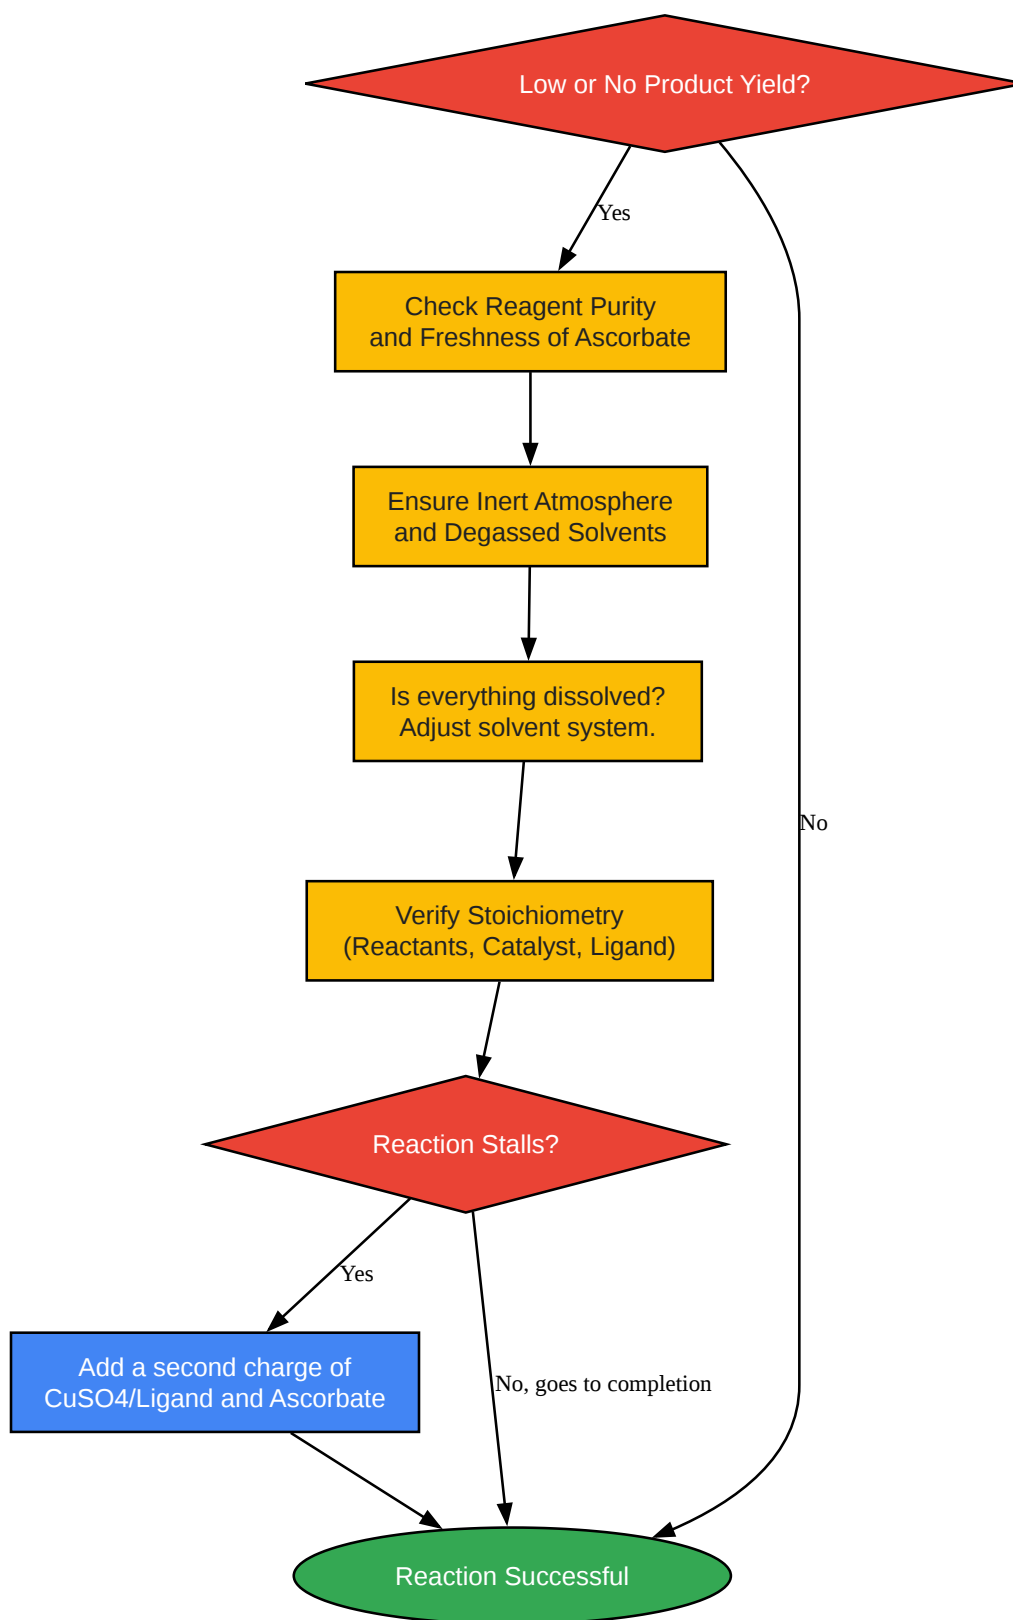 Low or No Product Yield?
Yes
Check Reagent Purity
and Freshness of Ascorbate
Ensure Inert Atmosphere
and Degassed Solvents
Is everything dissolved?
Adjust solvent system.
No
Verify Stoichiometry
(Reactants, Catalyst, Ligand)
Reaction Stalls?
Yes
Add a second charge of
CuSO4/Ligand and Ascorbate
No, goes to completion
Reaction Successful